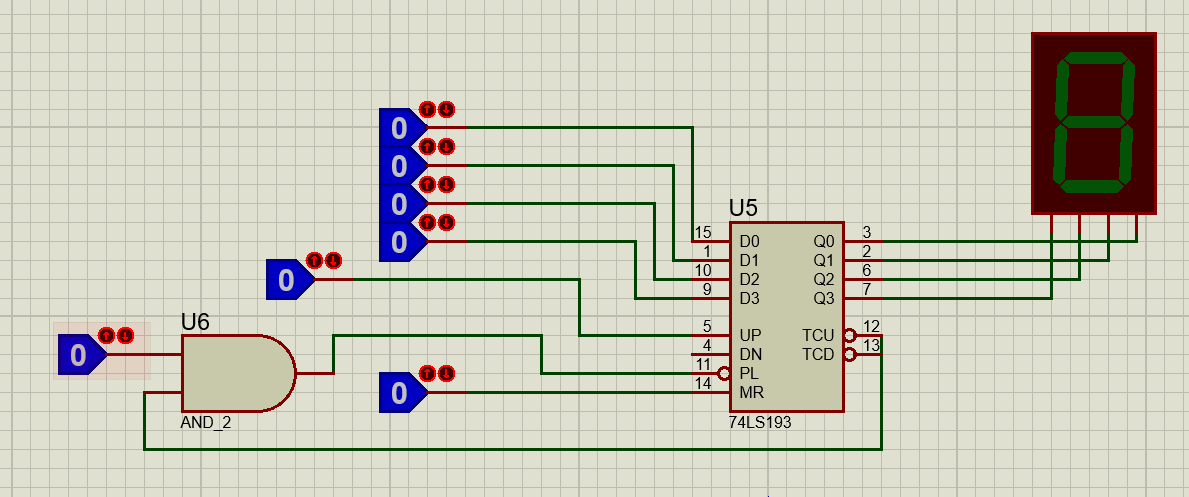 0
0
0
0
0
0
0
U5
15 D0 Q0 3
1 D1 Q1 2
10 D2 Q2 6
9 D3 Q3 7
5 UP TCU 12
4 DN TCD 13
11 PL
14 MR
74LS193
U6
AND_2